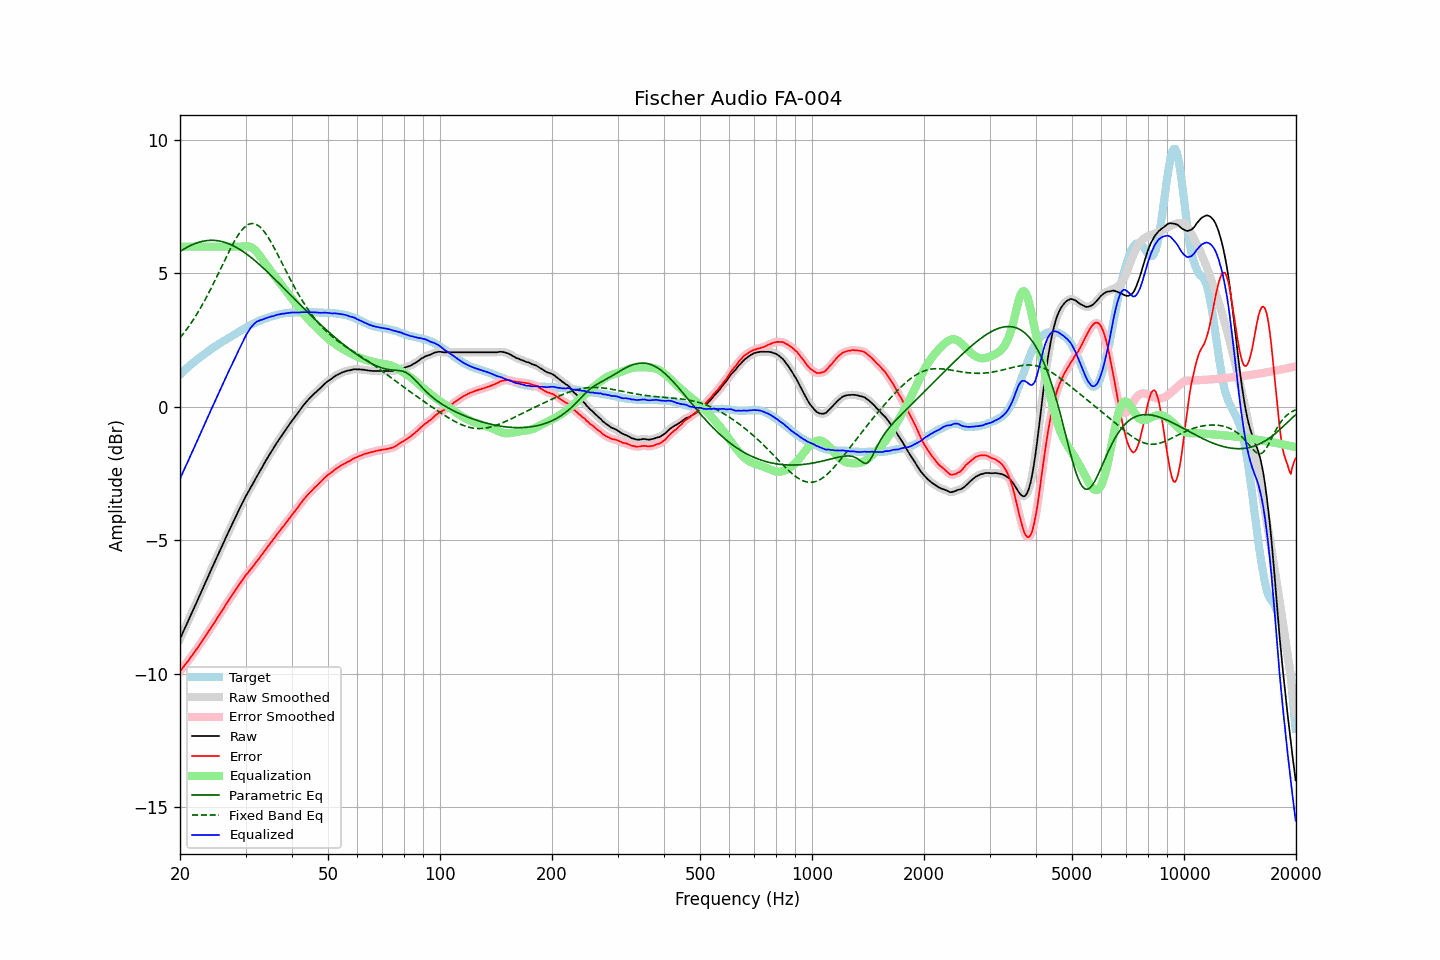 Fischer Audio FA-004
Amplitude (dBr)
10
5
0
−5
−10
−15
Target
Raw Smoothed
Error Smoothed
Raw
Error
Equalization
Parametric Eq
Fixed Band Eq
Equalized
20 50 100 200 500 1000 2000 5000 10000 20000
Frequency (Hz)